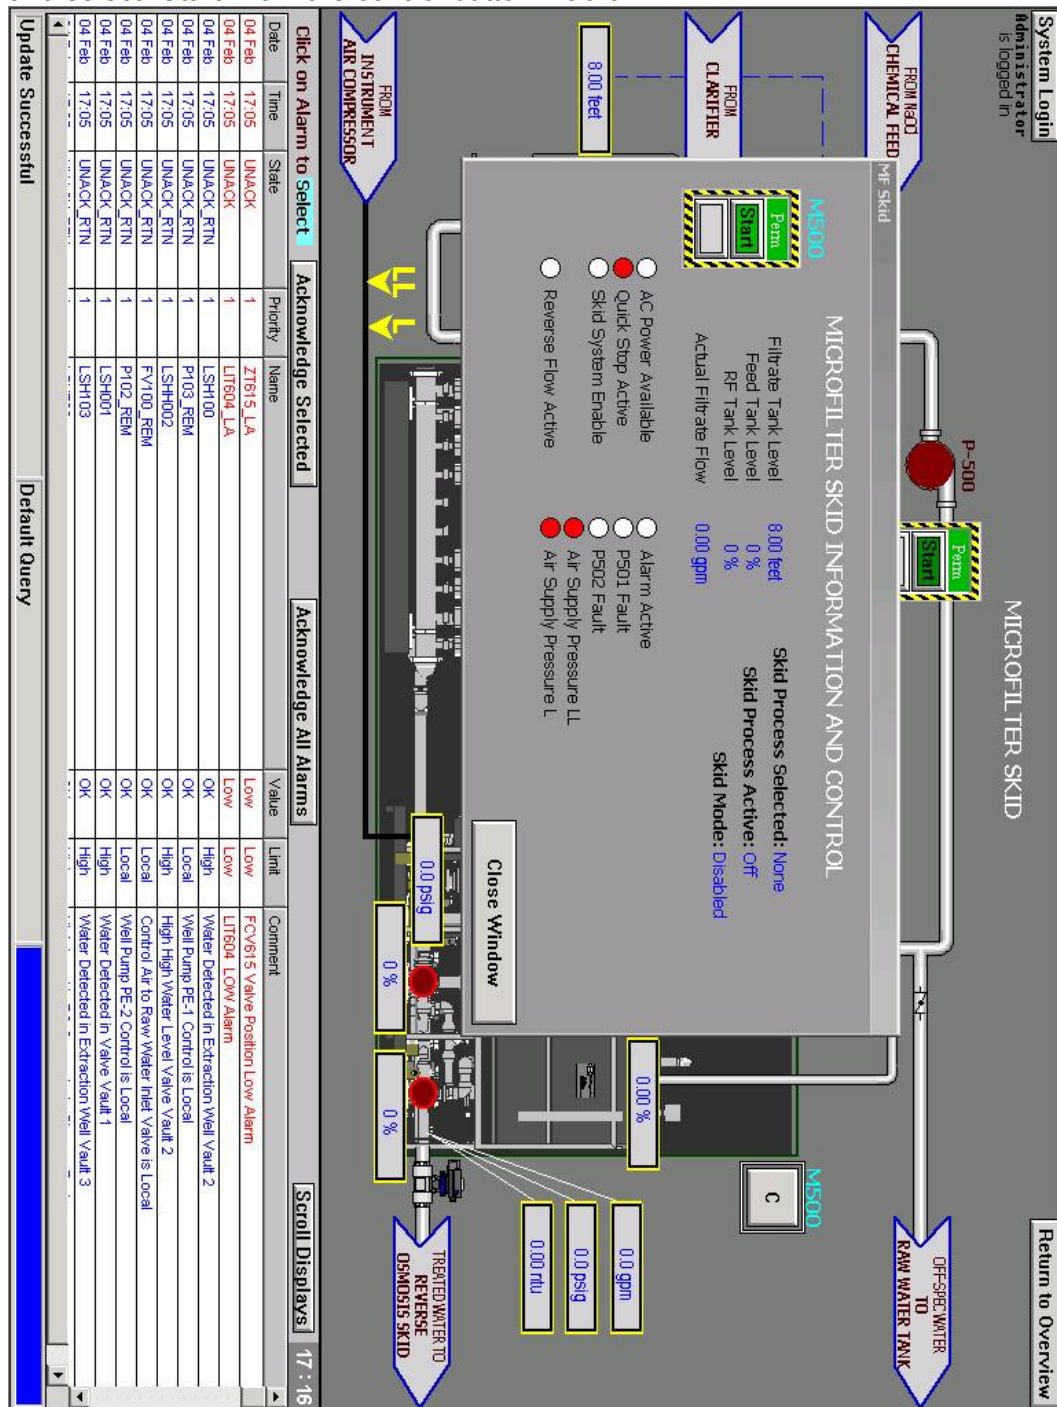 System Login
Administrator
is logged in
MICROFILTER SKID
Return to Overview
FROM NaOCl
CHEMICAL FEED
P-500
Perm
Start
OFF-SPEC WATER
TO
RAW WATER TANK
FROM
CLARIFIER
8.00 feet
FROM
INSTRUMENT
AIR COMPRESSOR
MF Skid
MICROFILTER SKID INFORMATION AND CONTROL
M500
Perm
Start
Filtrate Tank Level 8.00 feet
Feed Tank Level 0 %
RF Tank Level 0 %
Actual Filtrate Flow 0.00 gpm
Skid Process Selected: None
Skid Process Active: Off
Skid Mode: Disabled
AC Power Available
Quick Stop Active
Skid System Enable
Reverse Flow Active
Alarm Active
P501 Fault
P502 Fault
Air Supply Pressure LL
Air Supply Pressure L
Close Window
M500
C
0.00 %
0.0 gpm
0.0 psig
0.00 ntu
0.0 psig
0 %
0 %
LL
L
TREATED WATER TO
REVERSE
OSMOSIS SKID
Click on Alarm to Select
Acknowledge Selected
Acknowledge All Alarms
Scroll Displays
17:16
Date Time State Priority Name Value Limit Comment
04 Feb 17:05 UNACK 1 ZT615_LA Low Low FCV615 Valve Position Low Alarm
04 Feb 17:05 UNACK 1 LIT604_LA Low Low LIT604 LOW Alarm
04 Feb 17:05 UNACK_RTN 1 LSH100 OK High Water Detected in Extraction Well Vault 2
04 Feb 17:05 UNACK_RTN 1 P103_REM OK Local Well Pump PE-1 Control is Local
04 Feb 17:05 UNACK_RTN 1 LSHH002 OK High High High Water Level Valve Vault 2
04 Feb 17:05 UNACK_RTN 1 FV100_REM OK Local Control Air to Raw Water Inlet Valve is Local
04 Feb 17:05 UNACK_RTN 1 P102_REM OK Local Well Pump PE-2 Control is Local
04 Feb 17:05 UNACK_RTN 1 LSH001 OK High Water Detected in Valve Vault 1
04 Feb 17:05 UNACK_RTN 1 LSH103 OK High Water Detected in Extraction Well Vault 3
Update Successful
Default Query